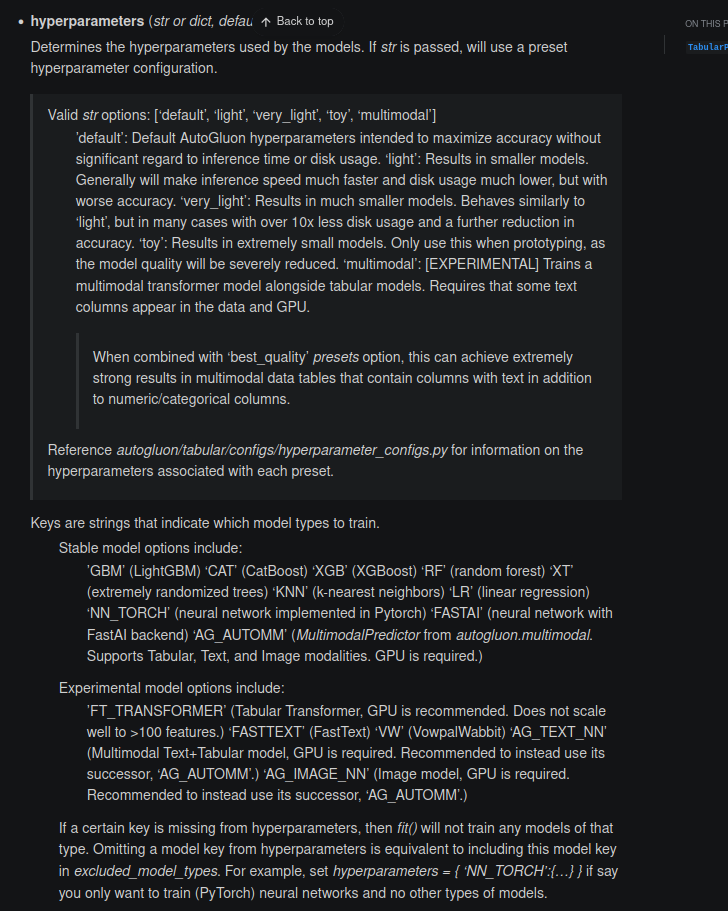 • hyperparameters (str or dict, defau
↑ Back to top
ON THIS P
TabularP
Determines the hyperparameters used by the models. If str is passed, will use a preset
hyperparameter configuration.
Valid str options: [‘default’, ‘light’, ‘very_light’, ‘toy’, ‘multimodal’]
’default’: Default AutoGluon hyperparameters intended to maximize accuracy without
significant regard to inference time or disk usage. ‘light’: Results in smaller models.
Generally will make inference speed much faster and disk usage much lower, but with
worse accuracy. ‘very_light’: Results in much smaller models. Behaves similarly to
‘light’, but in many cases with over 10x less disk usage and a further reduction in
accuracy. ‘toy’: Results in extremely small models. Only use this when prototyping, as
the model quality will be severely reduced. ‘multimodal’: [EXPERIMENTAL] Trains a
multimodal transformer model alongside tabular models. Requires that some text
columns appear in the data and GPU.
When combined with ‘best_quality’ presets option, this can achieve extremely
strong results in multimodal data tables that contain columns with text in addition
to numeric/categorical columns.
Reference autogluon/tabular/configs/hyperparameter_configs.py for information on the
hyperparameters associated with each preset.
Keys are strings that indicate which model types to train.
Stable model options include:
’GBM’ (LightGBM) ‘CAT’ (CatBoost) ‘XGB’ (XGBoost) ‘RF’ (random forest) ‘XT’
(extremely randomized trees) ‘KNN’ (k-nearest neighbors) ‘LR’ (linear regression)
‘NN_TORCH’ (neural network implemented in Pytorch) ‘FASTAI’ (neural network with
FastAI backend) ‘AG_AUTOMM’ (MultimodalPredictor from autogluon.multimodal.
Supports Tabular, Text, and Image modalities. GPU is required.)
Experimental model options include:
’FT_TRANSFORMER’ (Tabular Transformer, GPU is recommended. Does not scale
well to >100 features.) ‘FASTTEXT’ (FastText) ‘VW’ (VowpalWabbit) ‘AG_TEXT_NN’
(Multimodal Text+Tabular model, GPU is required. Recommended to instead use its
successor, ‘AG_AUTOMM’.) ‘AG_IMAGE_NN’ (Image model, GPU is required.
Recommended to instead use its successor, ‘AG_AUTOMM’.)
If a certain key is missing from hyperparameters, then fit() will not train any models of that
type. Omitting a model key from hyperparameters is equivalent to including this model key
in excluded_model_types. For example, set hyperparameters = { ‘NN_TORCH’:{…} } if say
you only want to train (PyTorch) neural networks and no other types of models.